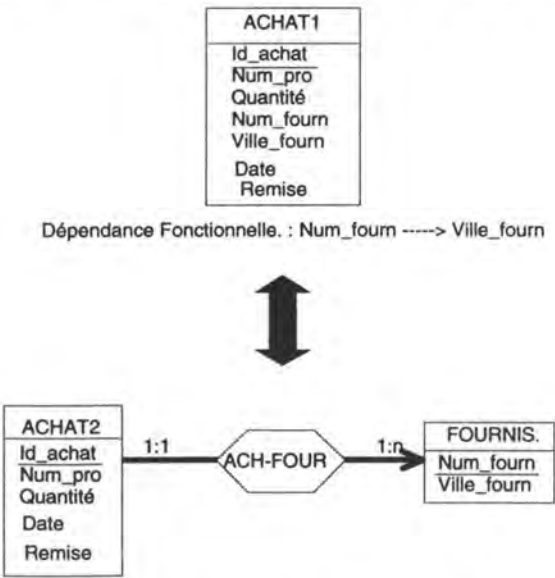 ACHAT1
Id_achat
Num_pro
Quantité
Num_fourn
Ville_fourn
Date
Remise
Dépendance Fonctionnelle. : Num_fourn -----> Ville_fourn
ACHAT2
Id_achat
Num_pro
Quantité
Date
Remise
1:1
ACH-FOUR
1:n
FOURNIS.
Num_fourn
Ville_fourn